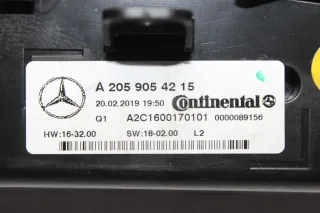 A 205 905 42 15
20.02.2019 19:50 Continental
Q1 A2C1600170101 0000089156
HW:16-32.00 SW:18-02.00 L2